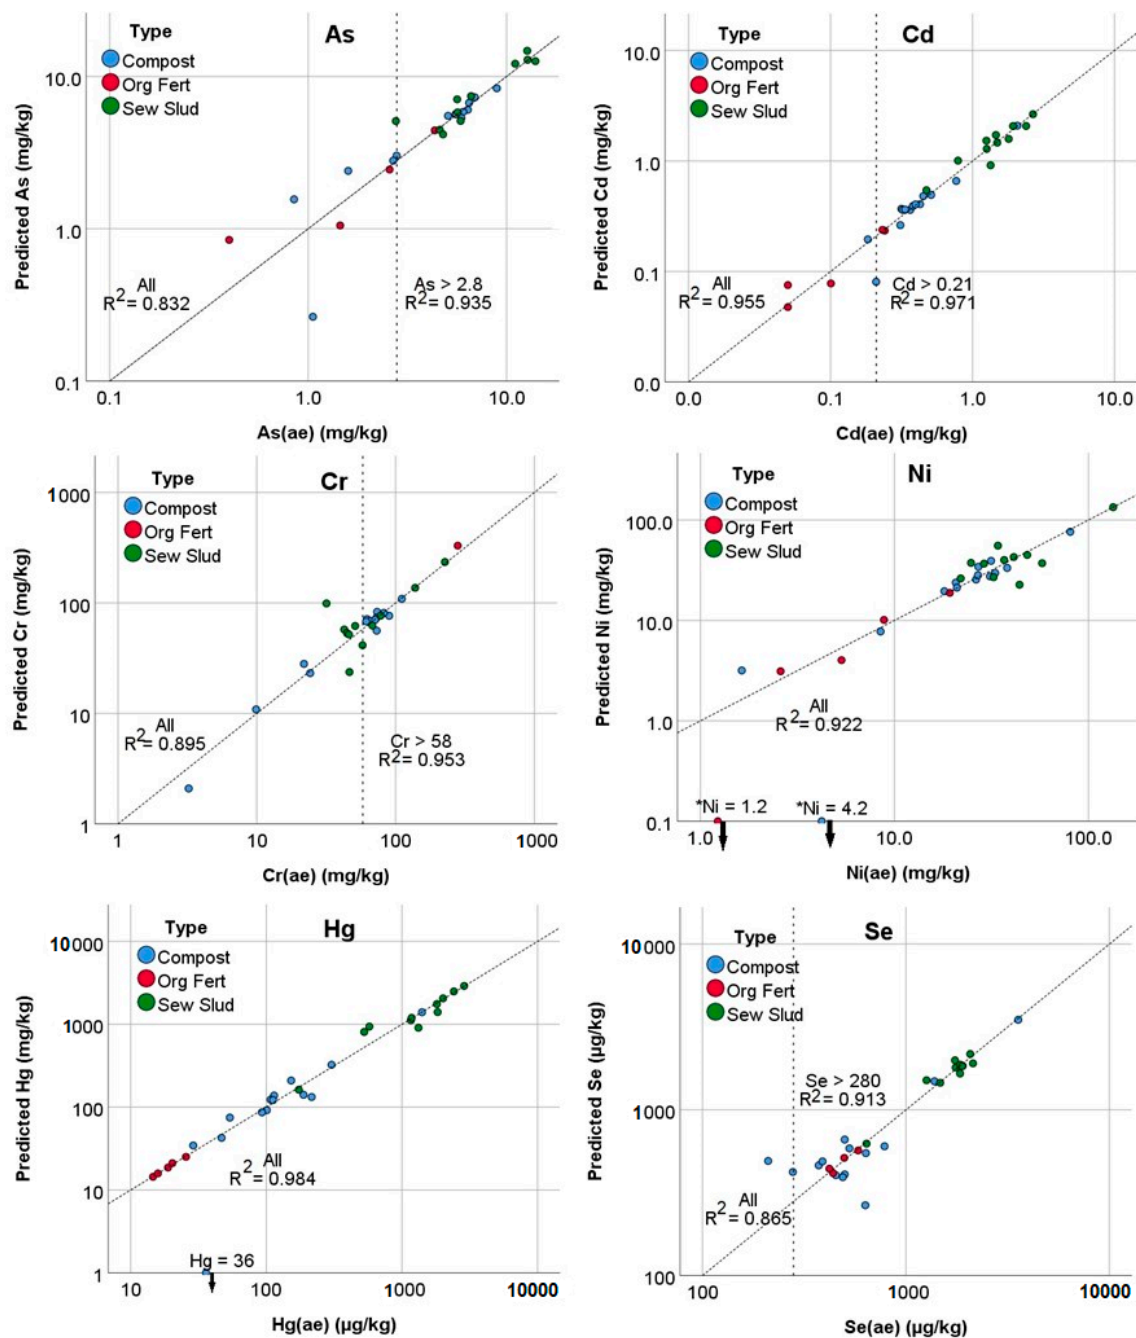 As
Type
Compost
Org Fert
Sew Slud
Predicted As (mg/kg)
10.0
1.0
0.1
All
R2 = 0.832
As > 2.8
R2 = 0.935
0.1 1.0 10.0
As(ae) (mg/kg)
Cd
Type
Compost
Org Fert
Sew Slud
Predicted Cd (mg/kg)
10.0
1.0
0.1
0.0
All
R2 = 0.955
Cd > 0.21
R2 = 0.971
0.0 0.1 1.0 10.0
Cd(ae) (mg/kg)
Cr
Type
Compost
Org Fert
Sew Slud
Predicted Cr (mg/kg)
1000
100
10
1
All
R2 = 0.895
Cr > 58
R2 = 0.953
1 10 100 1000
Cr(ae) (mg/kg)
Ni
Type
Compost
Org Fert
Sew Slud
Predicted Ni (mg/kg)
100.0
10.0
1.0
0.1
All
R2 = 0.922
*Ni = 1.2
*Ni = 4.2
1.0 10.0 100.0
Ni(ae) (mg/kg)
Hg
Type
Compost
Org Fert
Sew Slud
Predicted Hg (mg/kg)
10000
1000
100
10
1
All
R2 = 0.984
Hg = 36
10 100 1000 10000
Hg(ae) (µg/kg)
Se
Type
Compost
Org Fert
Sew Slud
Predicted Se (µg/kg)
10000
1000
100
Se > 280
R2 = 0.913
All
R2 = 0.865
100 1000 10000
Se(ae) (µg/kg)